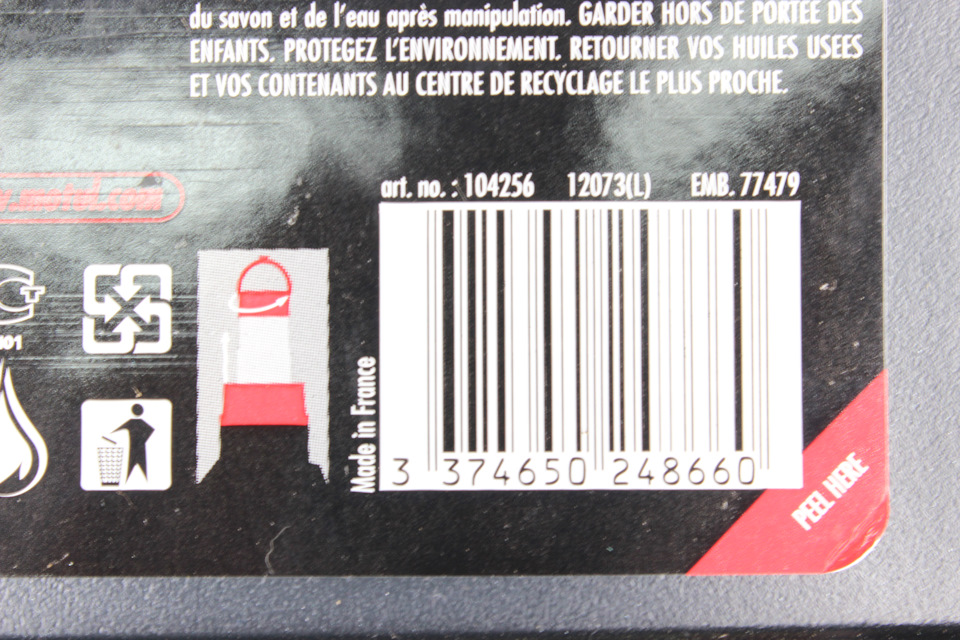 du savon et de l'eau après manipulation. GARDER HORS DE PORTEE DES
ENFANTS. PROTEGEZ L'ENVIRONNEMENT. RETOURNER VOS HUILES USEES
ET VOS CONTENANTS AU CENTRE DE RECYCLAGE LE PLUS PROCHE.
art. no. : 104256 12073(L) EMB. 77479
Made in France
3 374650 248660
PEEL HERE